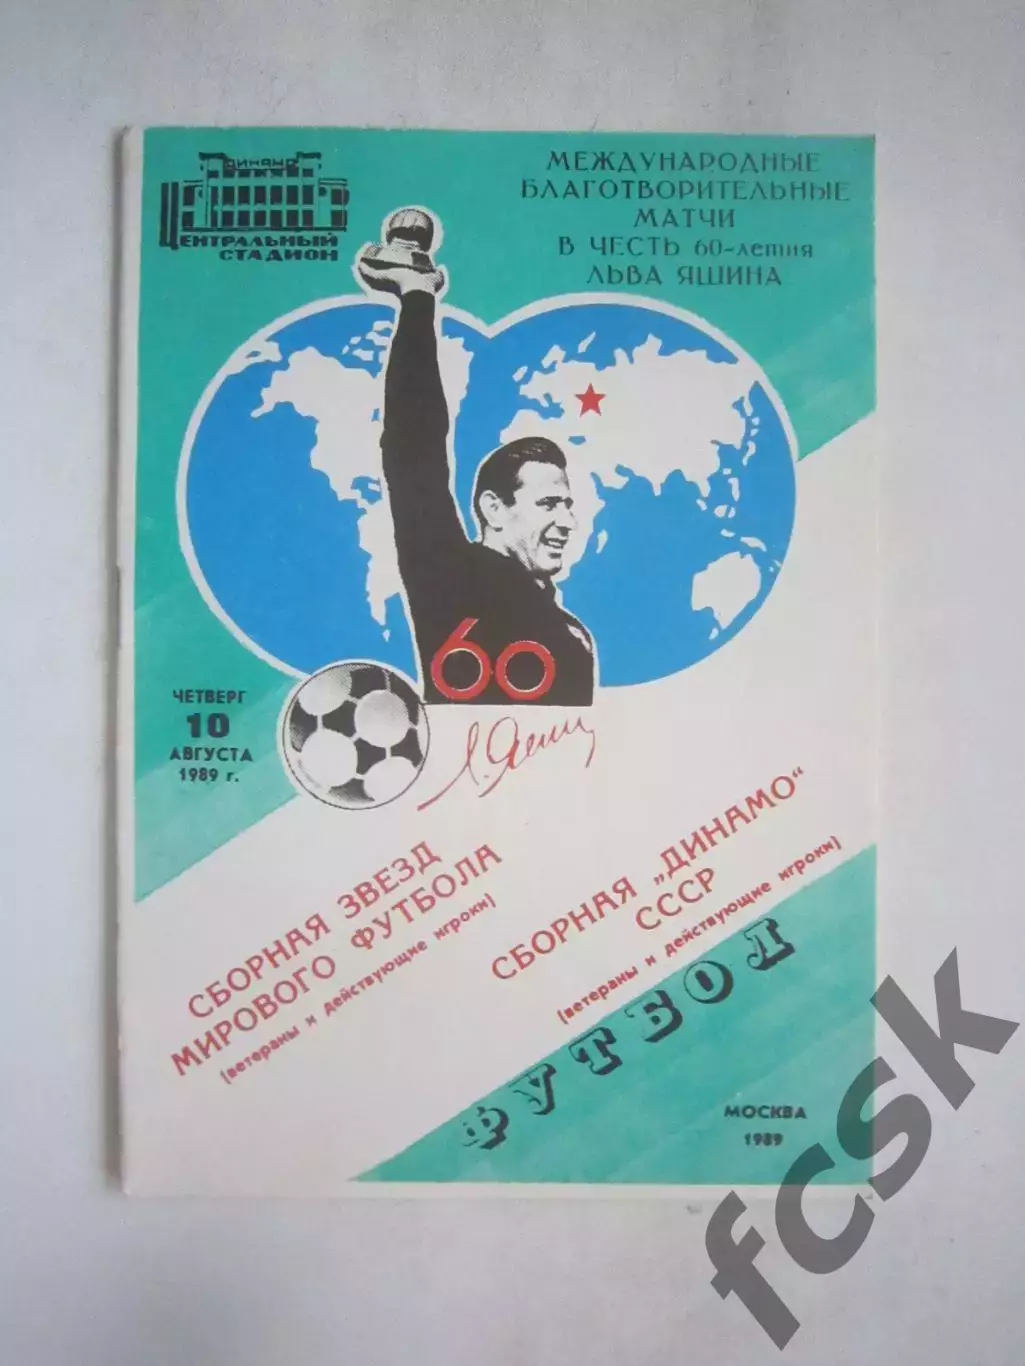 ДИНАМО
ЦЕНТРАЛЬНЫЙ
СТАДИОН
МЕЖДУНАРОДНЫЕ
БЛАГОТВОРИТЕЛЬНЫЕ
МАТЧИ
В ЧЕСТЬ 60-летия
ЛЬВА ЯШИНА
60
ЧЕТВЕРГ
10
АВГУСТА
1989 г.
Л. Яшин
СБОРНАЯ ЗВЕЗД
МИРОВОГО ФУТБОЛА
(ветераны и действующие игроки)
СБОРНАЯ „ДИНАМО“
СССР
(ветераны и действующие игроки)
ФУТБОЛ
МОСКВА
1989
fcsk